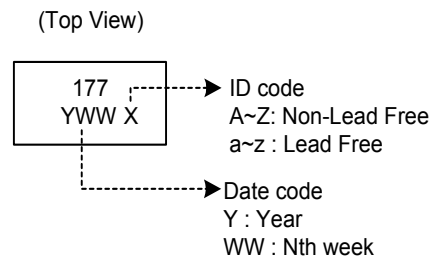 (Top View)
177
YWW X
ID code
A~Z: Non-Lead Free
a~z : Lead Free
Date code
Y : Year
WW : Nth week